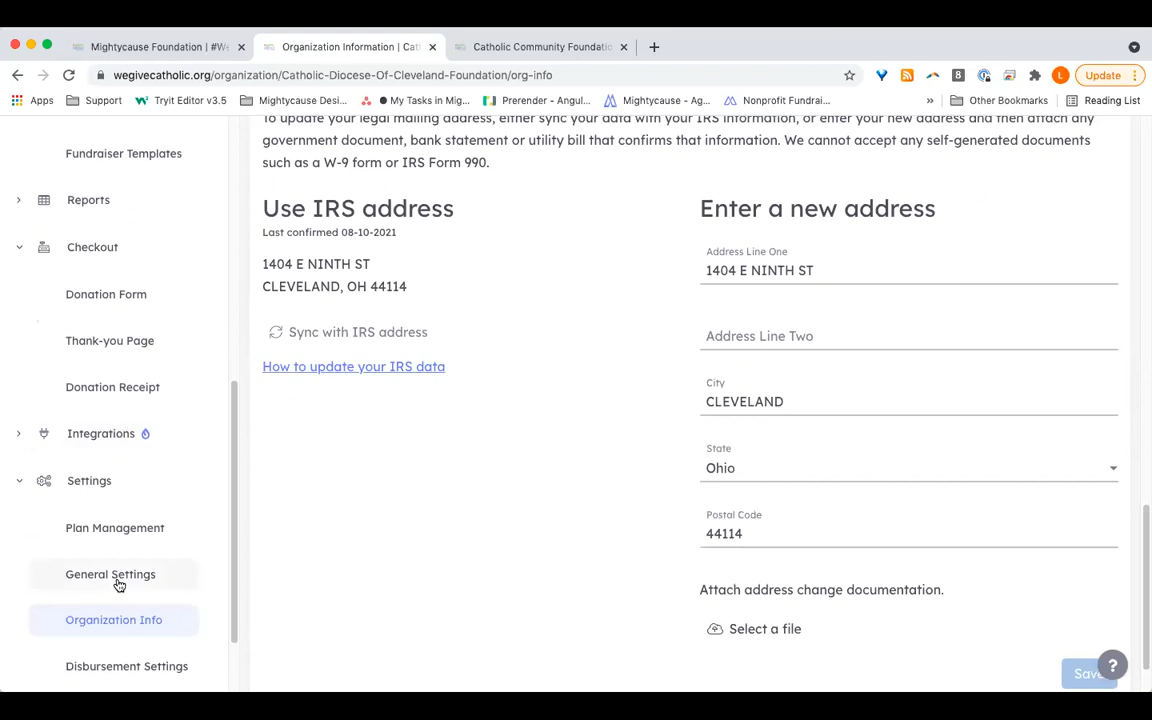 Mightycause Foundation | #We
Organization Information | Cat
Catholic Community Foundatio
wegivecatholic.org/organization/Catholic-Diocese-Of-Cleveland-Foundation/org-info
8
L
Update
Apps
Support
Tryit Editor v3.5
Mightycause Desi...
● My Tasks in Mig...
Prerender - Angul...
Mightycause - Ag...
Nonprofit Fundrai...
»
Other Bookmarks
Reading List
Fundraiser Templates
Reports
Checkout
Donation Form
Thank-you Page
Donation Receipt
Integrations
Settings
Plan Management
General Settings
Organization Info
Disbursement Settings
To update your legal mailing address, either sync your data with your IRS information, or enter your new address and then attach any
government document, bank statement or utility bill that confirms that information. We cannot accept any self-generated documents
such as a W-9 form or IRS Form 990.
Use IRS address
Last confirmed 08-10-2021
1404 E NINTH ST
CLEVELAND, OH 44114
Sync with IRS address
How to update your IRS data
Enter a new address
Address Line One
1404 E NINTH ST
Address Line Two
City
CLEVELAND
State
Ohio
Postal Code
44114
Attach address change documentation.
Select a file
Save
?